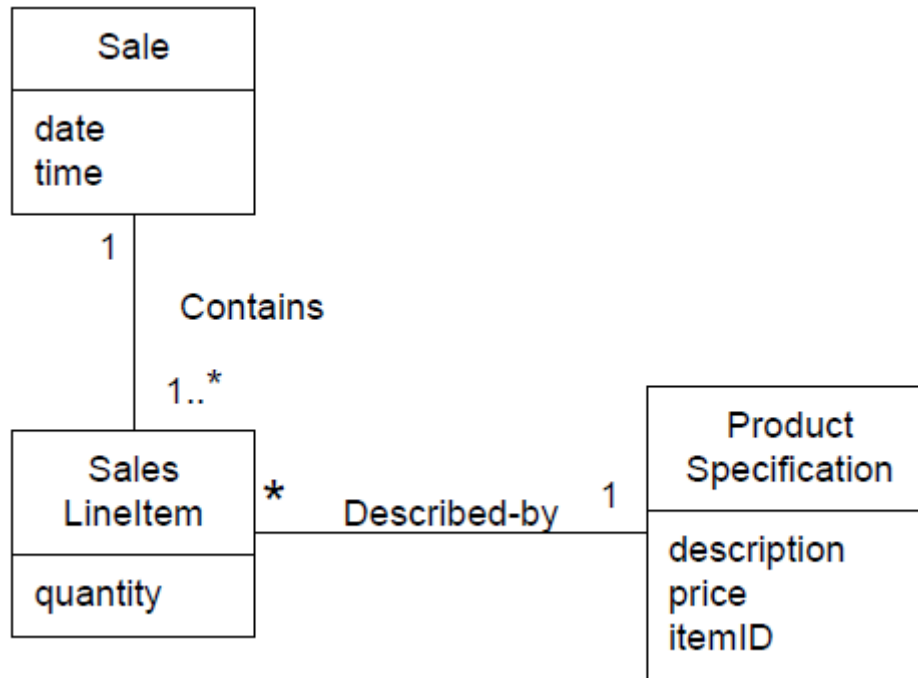 Sale
date
time
1
Contains
1..*
Sales
LineItem
quantity
*
Described-by
1
Product
Specification
description
price
itemID